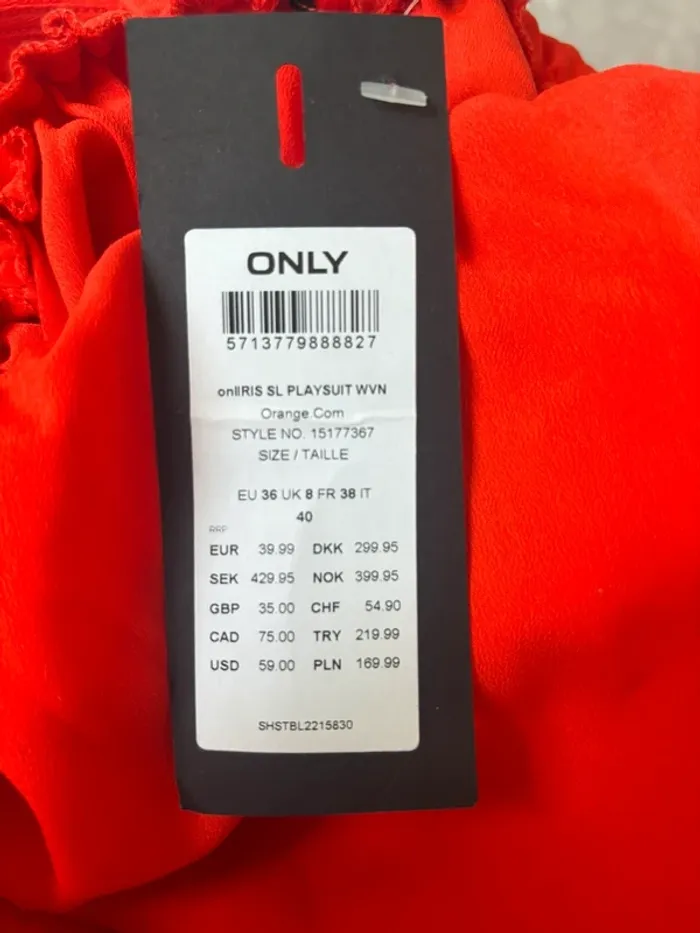 ONLY
5713779888827
onlIRIS SL PLAYSUIT WVN
Orange.Com
STYLE NO. 15177367
SIZE / TAILLE
EU 36 UK 8 FR 38 IT
40
RRP
EUR 39.99 DKK 299.95
SEK 429.95 NOK 399.95
GBP 35.00 CHF 54.90
CAD 75.00 TRY 219.99
USD 59.00 PLN 169.99
SHSTBL2215830